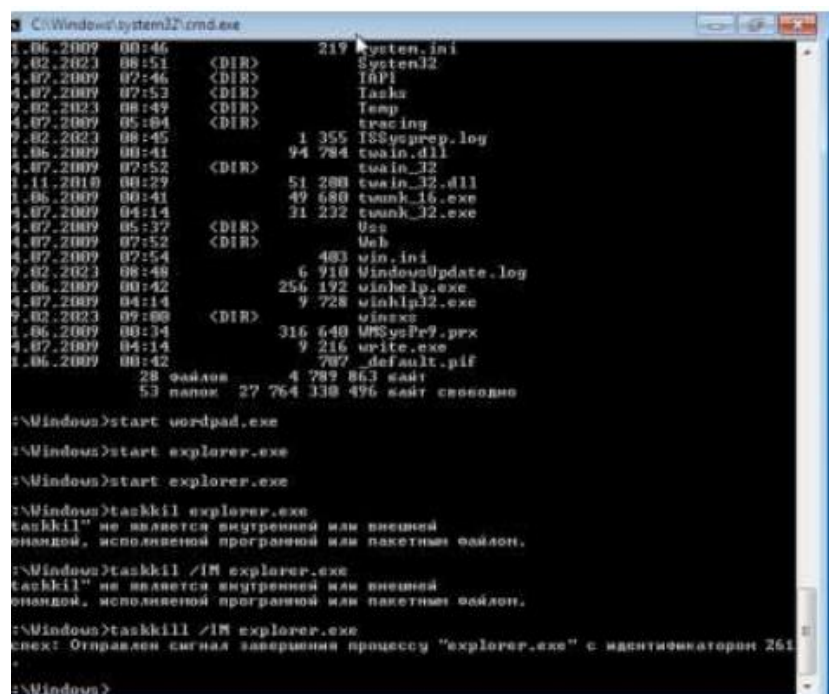 C:\Windows\system32\cmd.exe
1.06.2009 00:46 219 system.ini
9.02.2023 08:51 <DIR> System32
4.07.2009 07:46 <DIR> TAPI
4.07.2009 07:53 <DIR> Tasks
9.02.2023 08:49 <DIR> Temp
4.07.2009 05:04 <DIR> tracing
9.02.2023 08:45 1 355 TSSysprep.log
1.06.2009 00:41 94 784 twain.dll
4.07.2009 07:52 <DIR> twain_32
1.11.2010 00:29 51 200 twain_32.dll
1.06.2009 00:41 49 680 twunk_16.exe
4.07.2009 04:14 31 232 twunk_32.exe
4.07.2009 05:37 <DIR> Vss
4.07.2009 07:52 <DIR> Web
4.07.2009 07:54 403 win.ini
9.02.2023 08:48 6 910 WindowsUpdate.log
1.06.2009 00:42 256 192 winhelp.exe
4.07.2009 04:14 9 728 winhlp32.exe
9.02.2023 09:00 <DIR> winsxs
1.06.2009 00:34 316 640 WMSysPr9.prx
4.07.2009 04:14 9 216 write.exe
1.06.2009 00:42 707 _default.pif
28 файлов 4 789 863 байт
53 папок 27 764 330 496 байт свободно
:\Windows>start wordpad.exe
:\Windows>start explorer.exe
:\Windows>start explorer.exe
:\Windows>taskkil explorer.exe
taskkil" не является внутренней или внешней
омандой, исполняемой программой или пакетным файлом.
:\Windows>taskkil /IM explorer.exe
taskkil" не является внутренней или внешней
омандой, исполняемой программой или пакетным файлом.
:\Windows>taskkill /IM explorer.exe
спех: Отправлен сигнал завершения процессу "explorer.exe" с идентификатором 261
.
:\Windows>